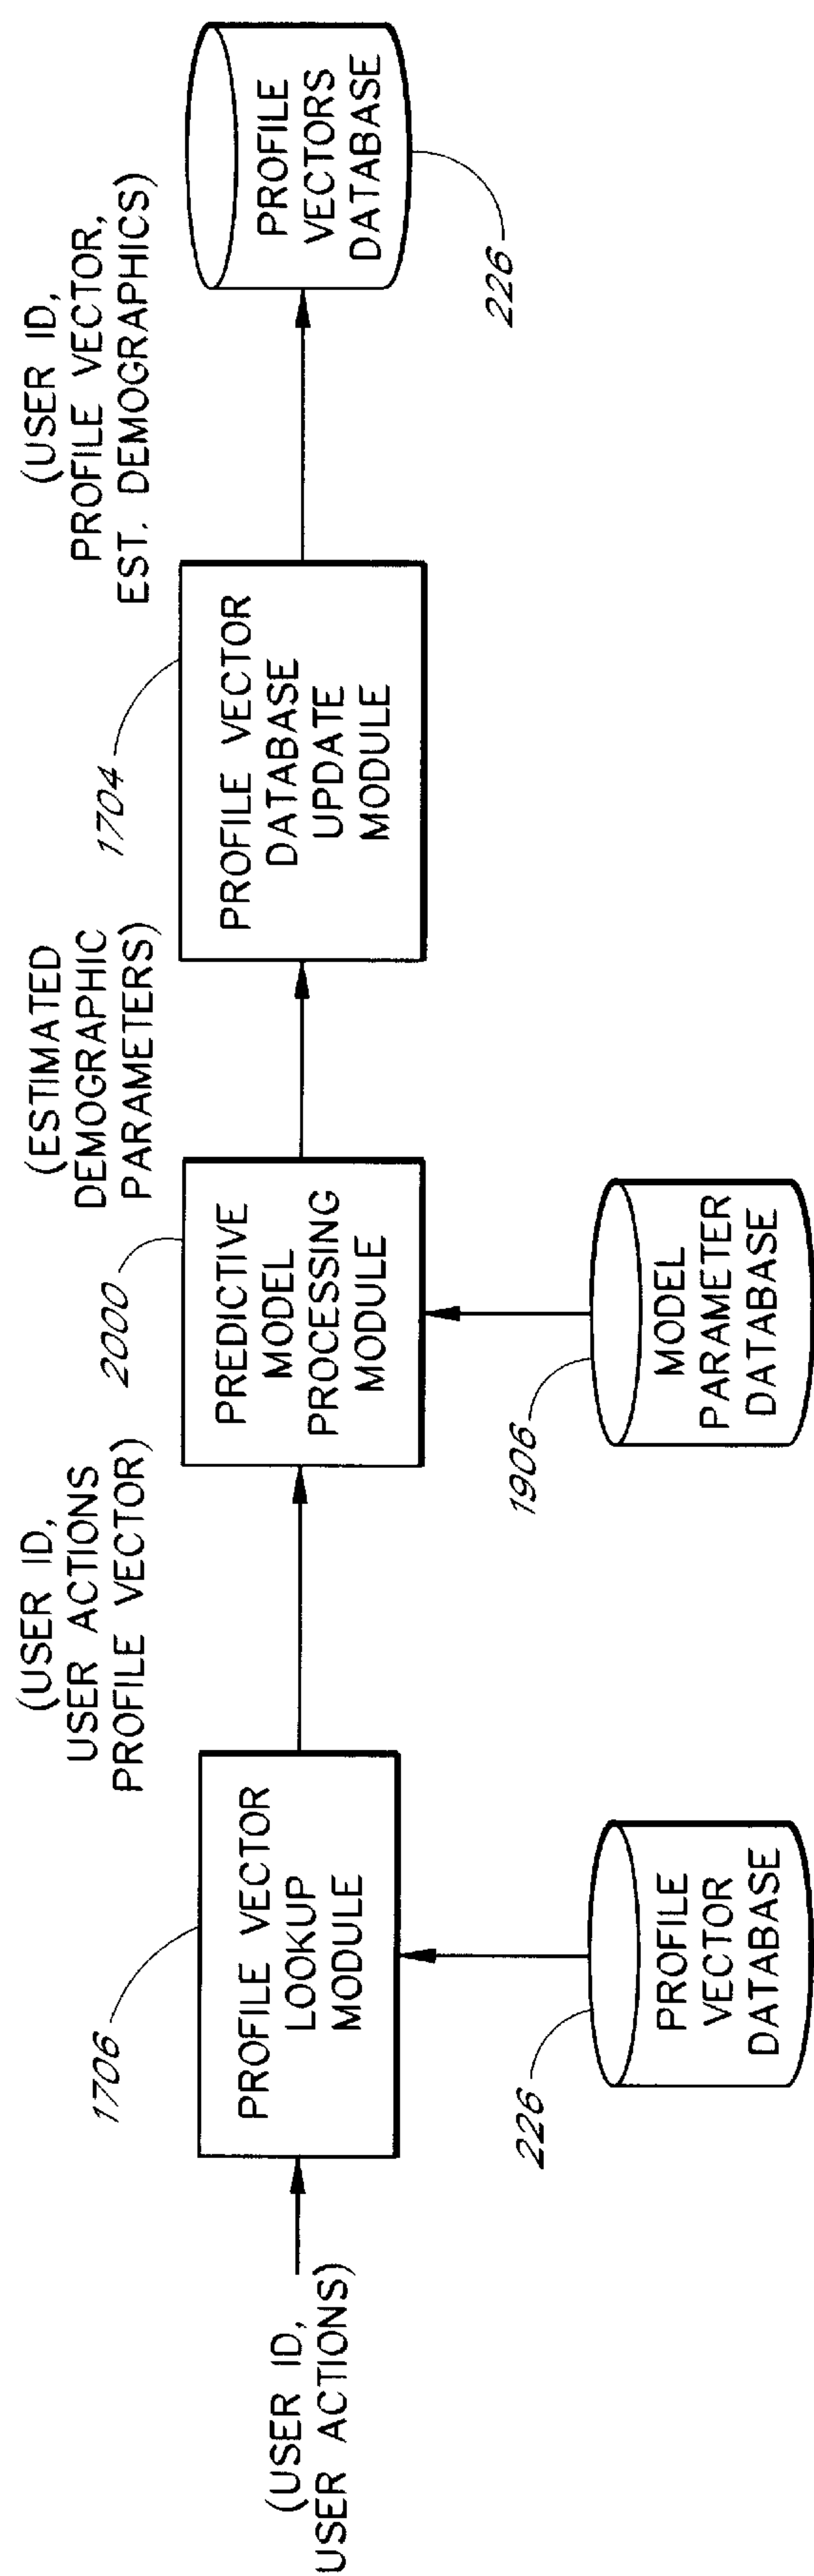 (USER ID,
USER ACTIONS)
1706
PROFILE VECTOR
LOOKUP
MODULE
226
PROFILE
VECTOR
DATABASE
(USER ID,
USER ACTIONS
PROFILE VECTOR)
2000
PREDICTIVE
MODEL
PROCESSING
MODULE
1906
MODEL
PARAMETER
DATABASE
(ESTIMATED
DEMOGRAPHIC
PARAMETERS)
1704
PROFILE VECTOR
DATABASE
UPDATE
MODULE
(USER ID,
PROFILE VECTOR,
EST. DEMOGRAPHICS)
PROFILE
VECTORS
DATABASE
226